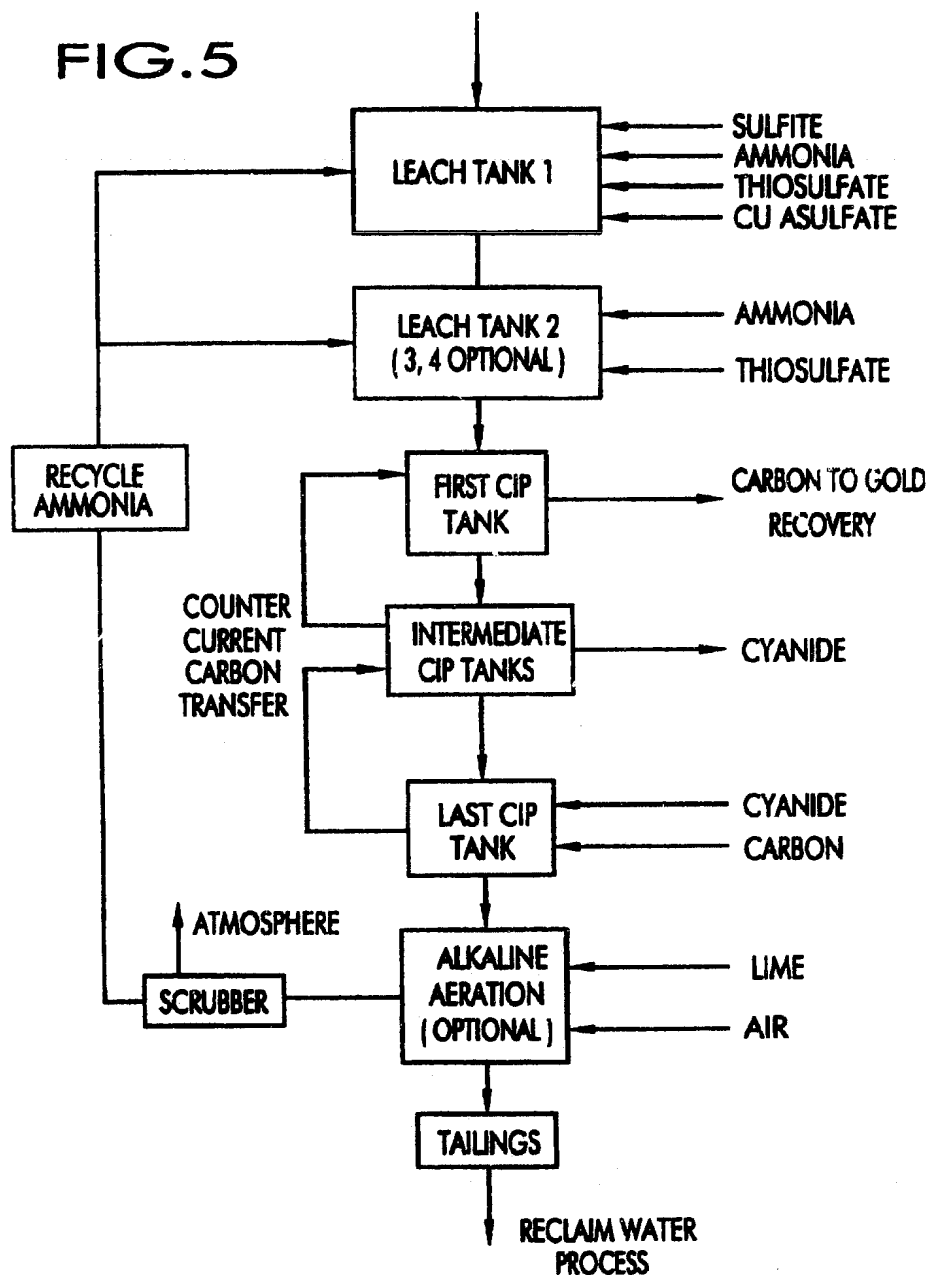 FIG.5
LEACH TANK 1
SULFITE
AMMONIA
THIOSULFATE
CU ASULFATE
LEACH TANK 2
( 3, 4 OPTIONAL )
AMMONIA
THIOSULFATE
RECYCLE
AMMONIA
FIRST CIP
TANK
CARBON TO GOLD
RECOVERY
COUNTER
CURRENT
CARBON
TRANSFER
INTERMEDIATE
CIP TANKS
CYANIDE
LAST CIP
TANK
CYANIDE
CARBON
ATMOSPHERE
SCRUBBER
ALKALINE
AERATION
( OPTIONAL )
LIME
AIR
TAILINGS
RECLAIM WATER
PROCESS